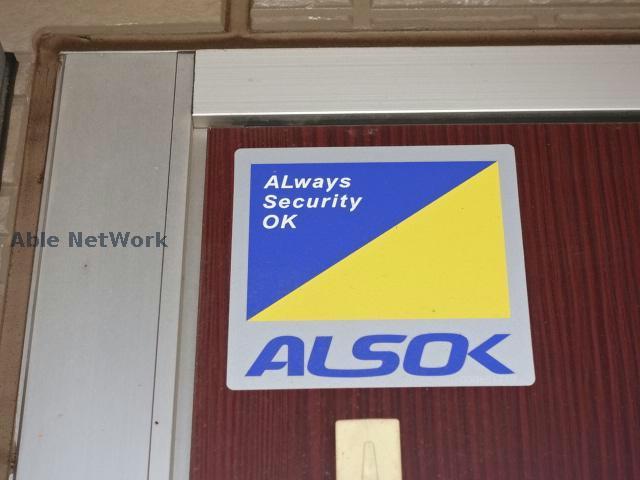 ALways
Security
OK
Able NetWork
ALSOK